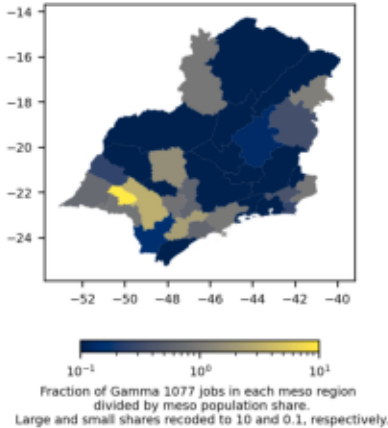 −14
−16
−18
−20
−22
−24
−52 −50 −48 −46 −44 −42 −40
10⁻¹ 10⁰ 10¹
Fraction of Gamma 1077 jobs in each meso region
divided by meso population share.
Large and small shares recoded to 10 and 0.1, respectively.